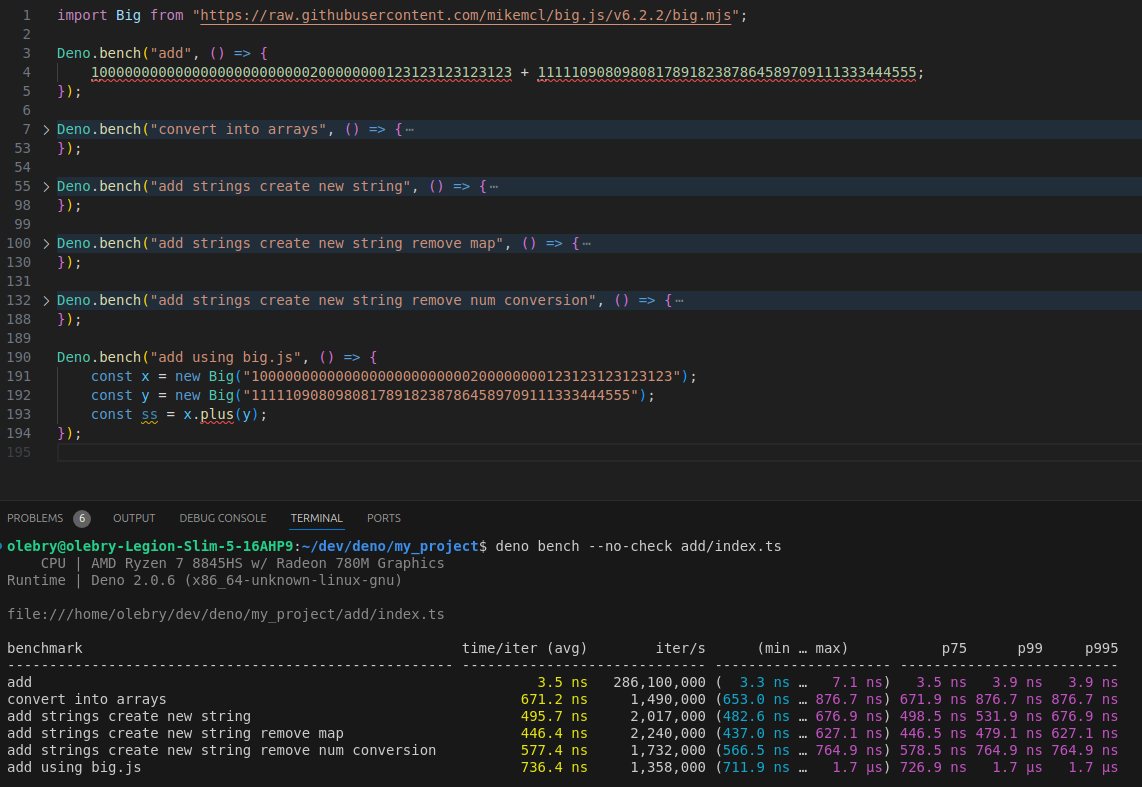 1 import Big from "https://raw.githubusercontent.com/mikemcl/big.js/v6.2.2/big.mjs";
2
3 Deno.bench("add", () => {
4 10000000000000000000000000200000000123123123123123 + 111110908098081789182387864589709111333444555;
5 });
6
7 > Deno.bench("convert into arrays", () => {⋯
53 });
54
55 > Deno.bench("add strings create new string", () => {⋯
98 });
99
100 > Deno.bench("add strings create new string remove map", () => {⋯
130 });
131
132 > Deno.bench("add strings create new string remove num conversion", () => {⋯
188 });
189
190 Deno.bench("add using big.js", () => {
191 const x = new Big("10000000000000000000000000200000000123123123123123");
192 const y = new Big("111110908098081789182387864589709111333444555");
193 const ss = x.plus(y);
194 });
195
PROBLEMS 6 OUTPUT DEBUG CONSOLE TERMINAL PORTS
olebry@olebry-Legion-Slim-5-16AHP9:~/dev/deno/my_project$ deno bench --no-check add/index.ts
CPU | AMD Ryzen 7 8845HS w/ Radeon 780M Graphics
Runtime | Deno 2.0.6 (x86_64-unknown-linux-gnu)
file:///home/olebry/dev/deno/my_project/add/index.ts
benchmark time/iter (avg) iter/s (min … max) p75 p99 p995
----------------------------------------------------- ----------------------------- --------------------- --------------------------
add 3.5 ns 286,100,000 ( 3.3 ns … 7.1 ns) 3.5 ns 3.9 ns 3.9 ns
convert into arrays 671.2 ns 1,490,000 (653.0 ns … 876.7 ns) 671.9 ns 876.7 ns 876.7 ns
add strings create new string 495.7 ns 2,017,000 (482.6 ns … 676.9 ns) 498.5 ns 531.9 ns 676.9 ns
add strings create new string remove map 446.4 ns 2,240,000 (437.0 ns … 627.1 ns) 446.5 ns 479.1 ns 627.1 ns
add strings create new string remove num conversion 577.4 ns 1,732,000 (566.5 ns … 764.9 ns) 578.5 ns 764.9 ns 764.9 ns
add using big.js 736.4 ns 1,358,000 (711.9 ns … 1.7 µs) 726.9 ns 1.7 µs 1.7 µs